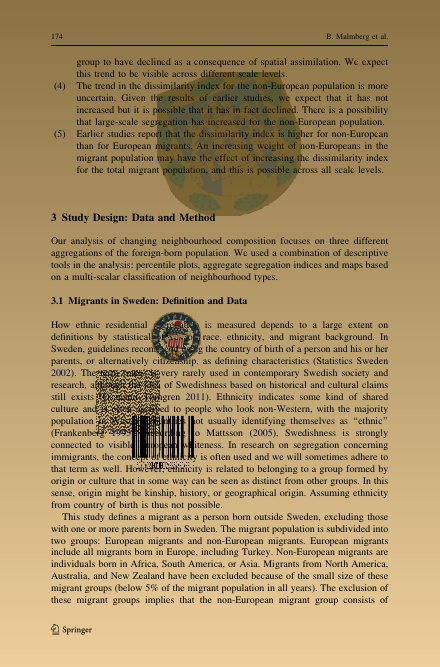 174
B. Malmberg et al.
group to have declined as a consequence of spatial assimilation. We expect
this trend to be visible across different scale levels.
(4) The trend in the dissimilarity index for the non-European population is more
uncertain. Given the results of earlier studies, we expect that it has not
increased but it is possible that it has in fact declined. There is a possibility
that large-scale segregation has increased for the non-European population.
(5) Earlier studies report that the dissimilarity index is higher for non-European
than for European migrants. An increasing weight of non-Europeans in the
migrant population may have the effect of increasing the dissimilarity index
for the total migrant population, and this is possible across all scale levels.
3 Study Design: Data and Method
Our analysis of changing neighbourhood composition focuses on three different
aggregations of the foreign-born population. We used a combination of descriptive
tools in the analysis: percentile plots, aggregate segregation indices and maps based
on a multi-scalar classification of neighbourhood types.
3.1 Migrants in Sweden: Definition and Data
How ethnic residential is measured depends to a large extent on
definitions by statistical race, ethnicity, and migrant background. In
Sweden, guidelines the country of birth of a person and his or her
parents, or alternatively citizenship, as defining characteristics (Statistics Sweden
2002). The very rarely used in contemporary Swedish society and
research, of Swedishness based on historical and cultural claims
still exists 2011). Ethnicity indicates some kind of shared
culture and to people who look non-Western, with the majority
population not usually identifying themselves as “ethnic”
(Frankenberg to Mattsson (2005), Swedishness is strongly
connected to visible whiteness. In research on segregation concerning
immigrants, the is often used and we will sometimes adhere to
that term as well. However, ethnicity is related to belonging to a group formed by
origin or culture that in some way can be seen as distinct from other groups. In this
sense, origin might be kinship, history, or geographical origin. Assuming ethnicity
from country of birth is thus not possible.
This study defines a migrant as a person born outside Sweden, excluding those
with one or more parents born in Sweden. The migrant population is subdivided into
two groups: European migrants and non-European migrants. European migrants
include all migrants born in Europe, including Turkey. Non-European migrants are
individuals born in Africa, South America, or Asia. Migrants from North America,
Australia, and New Zealand have been excluded because of the small size of these
migrant groups (below 5% of the migrant population in all years). The exclusion of
these migrant groups implies that the non-European migrant group consists of
Springer